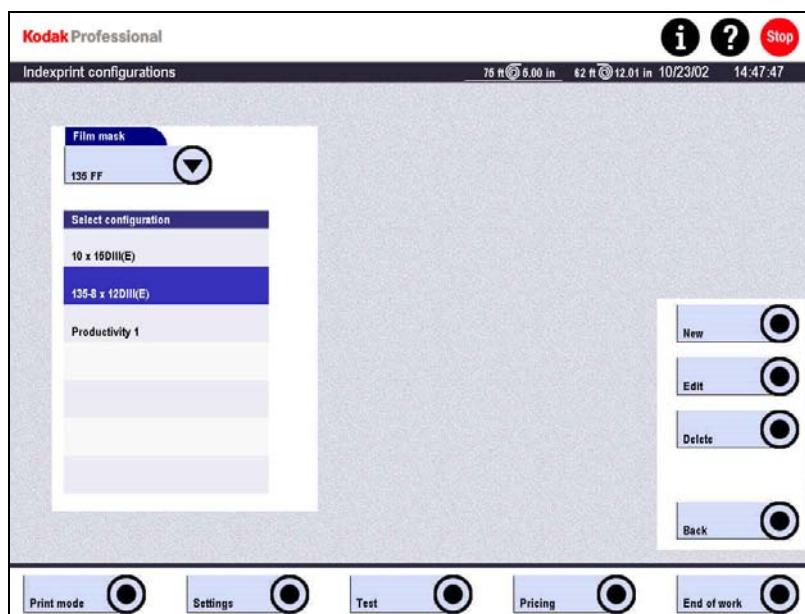 Kodak Professional
i ? Stop
Indexprint configurations 75 ft 5.00 in 62 ft 12.01 in 10/23/02 14:47:47
Film mask
135 FF
Select configuration
10 x 15DIII(E)
135-8 x 12DIII(E)
Productivity 1
New
Edit
Delete
Back
Print mode Settings Test Pricing End of work